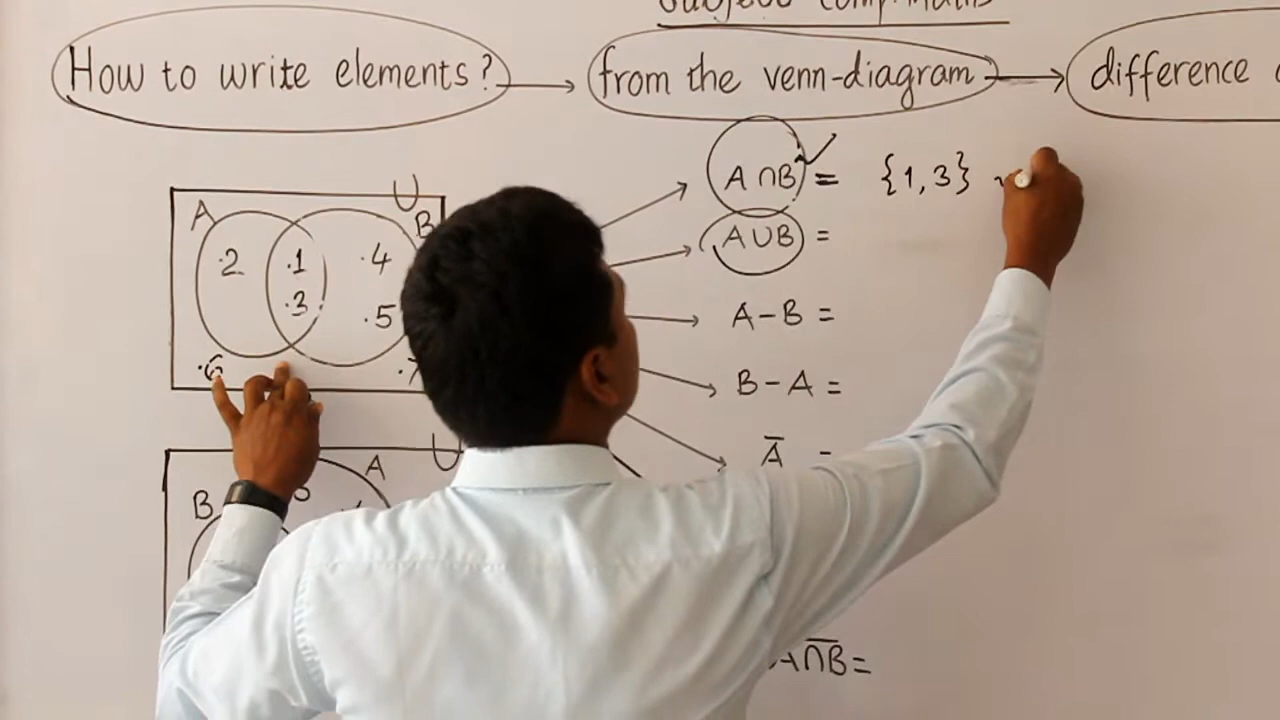 How to write elements? → from the venn-diagram → difference
A ∩ B = {1, 3}
A ∪ B =
A - B =
B - A =
A̅ =
A∩B̅ =
U
A
B
.2
.1
.4
.3
.5
.6
.7
U
A
B